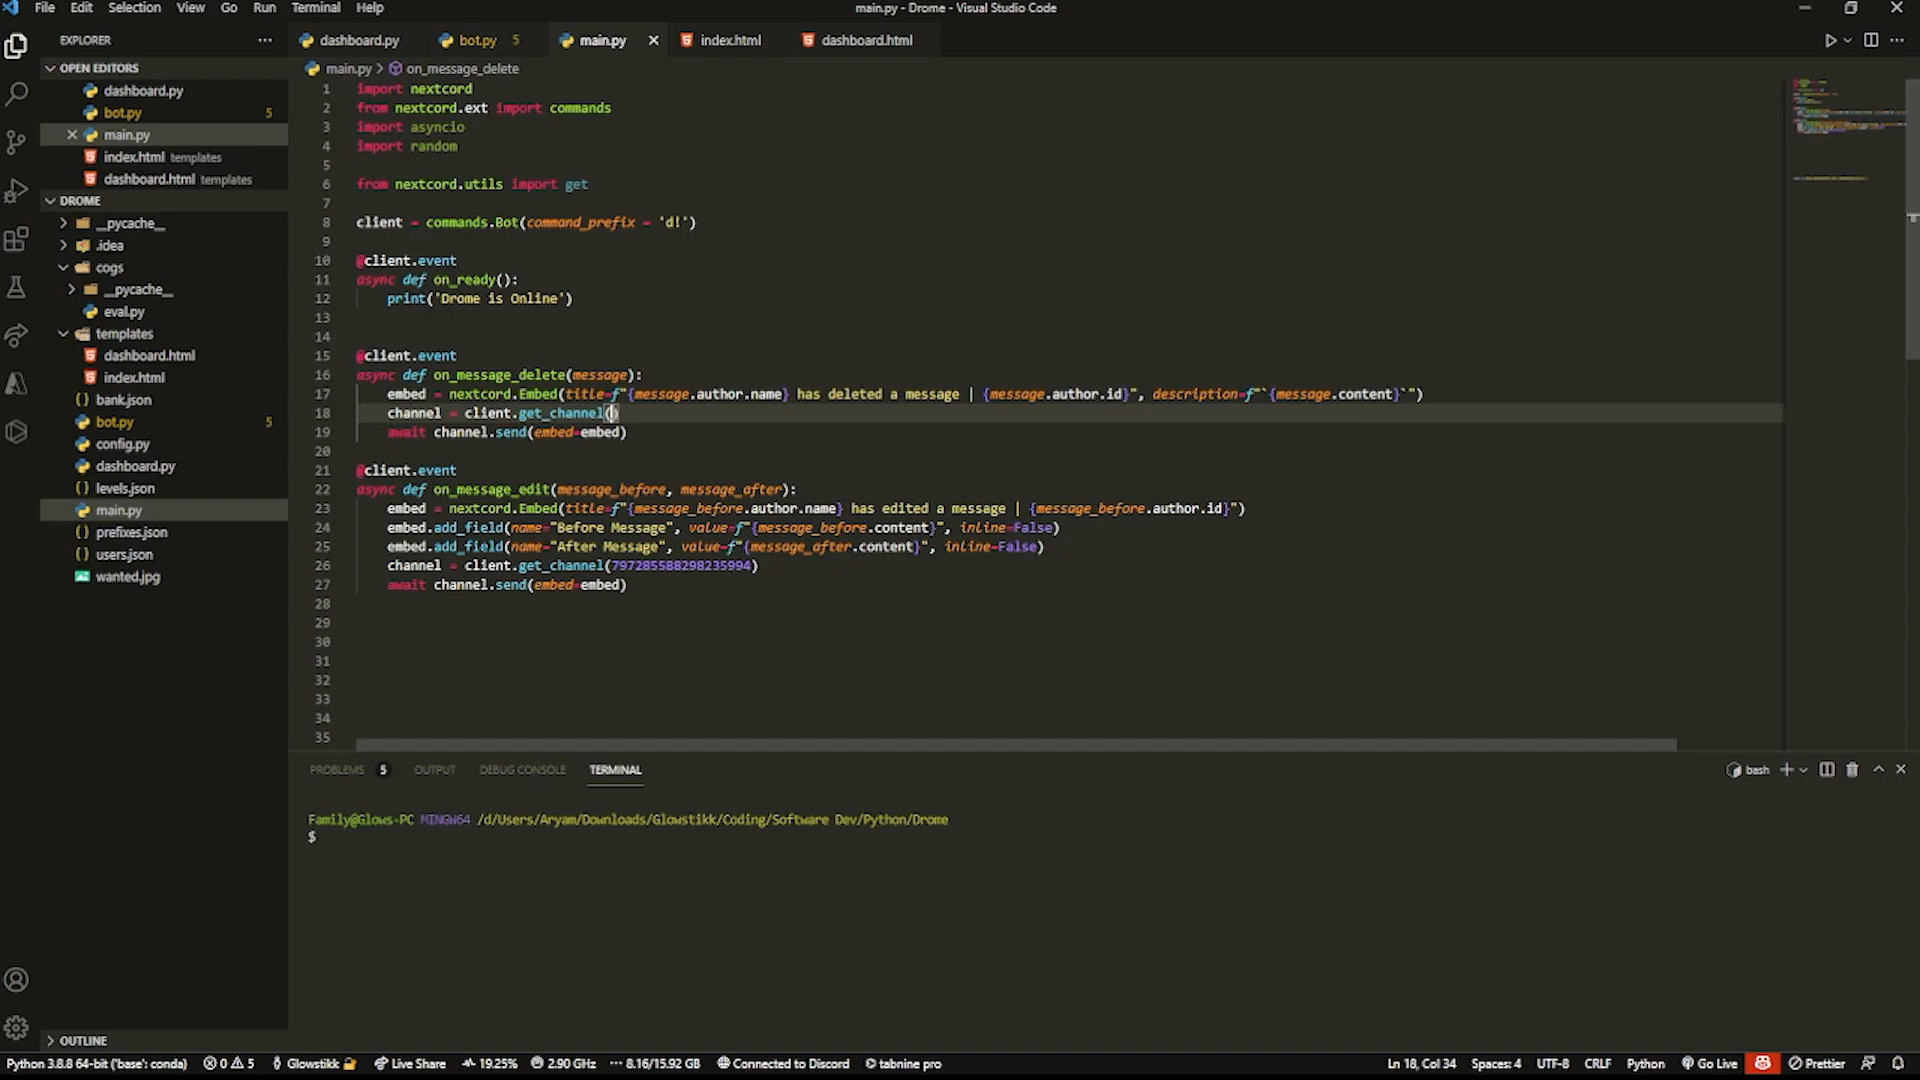 File Edit Selection View Go Run Terminal Help
main.py - Drome - Visual Studio Code
EXPLORER
OPEN EDITORS
dashboard.py
bot.py 5
main.py
index.html templates
dashboard.html templates
DROME
__pycache__
.idea
cogs
__pycache__
eval.py
templates
dashboard.html
index.html
bank.json
bot.py 5
config.py
dashboard.py
levels.json
main.py
prefixes.json
users.json
wanted.jpg
OUTLINE
dashboard.py bot.py 5 main.py index.html dashboard.html
main.py > on_message_delete
1 import nextcord
2 from nextcord.ext import commands
3 import asyncio
4 import random
5
6 from nextcord.utils import get
7
8 client = commands.Bot(command_prefix = 'd!')
9
10 @client.event
11 async def on_ready():
12 print('Drome is Online')
13
14
15 @client.event
16 async def on_message_delete(message):
17 embed = nextcord.Embed(title=f"{message.author.name} has deleted a message | {message.author.id}", description=f"`{message.content}`")
18 channel = client.get_channel()
19 await channel.send(embed=embed)
20
21 @client.event
22 async def on_message_edit(message_before, message_after):
23 embed = nextcord.Embed(title=f"{message_before.author.name} has edited a message | {message_before.author.id}")
24 embed.add_field(name="Before Message", value=f"{message_before.content}", inline=False)
25 embed.add_field(name="After Message", value=f"{message_after.content}", inline=False)
26 channel = client.get_channel(797285588298235994)
27 await channel.send(embed=embed)
28
29
30
31
32
33
34
35
PROBLEMS 5 OUTPUT DEBUG CONSOLE TERMINAL
bash
Family@Glows-PC MINGW64 /d/Users/Aryam/Downloads/Glowstikk/Coding/Software Dev/Python/Drome
$
Python 3.8.8 64-bit ('base': conda) 0 5 Glowstikk Live Share 19.25% 2.90 GHz 8.16/15.92 GB Connected to Discord tabnine pro
Ln 18, Col 34 Spaces: 4 UTF-8 CRLF Python Go Live Prettier